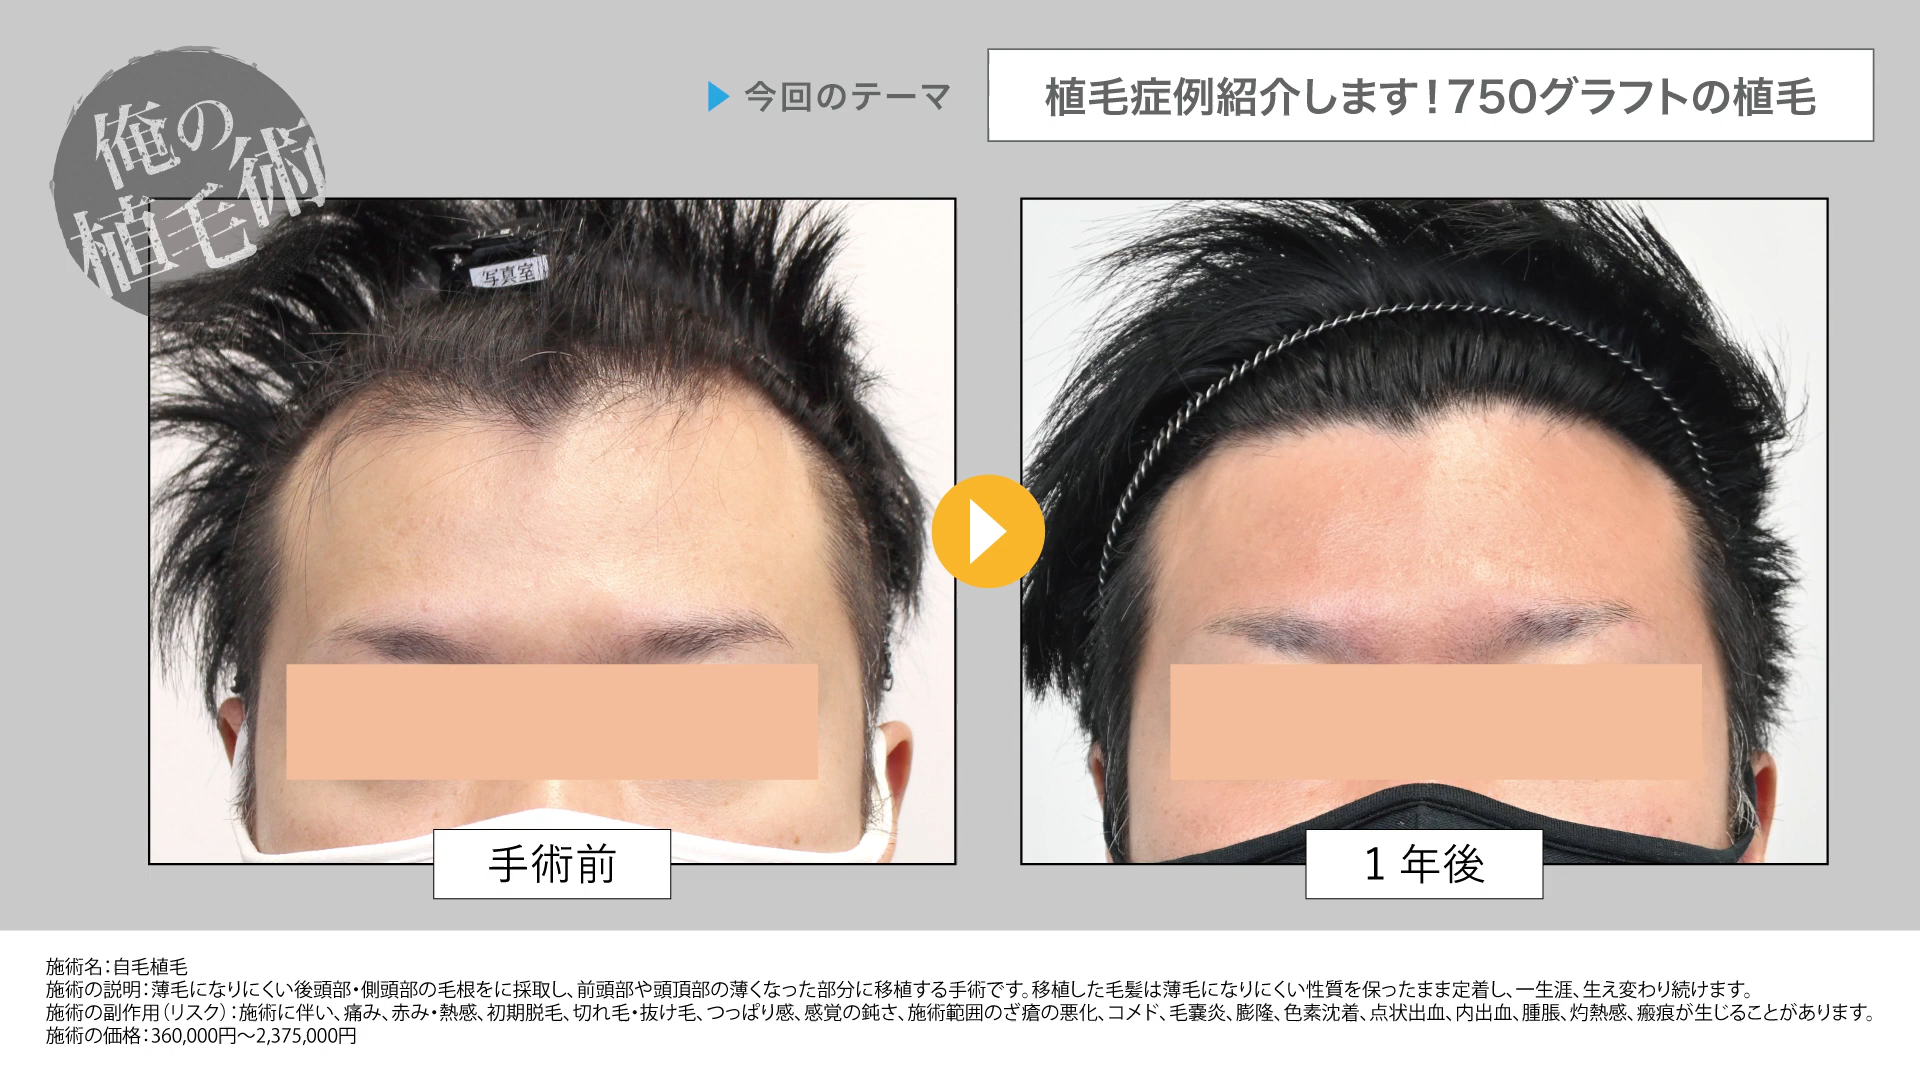 俺の
植毛術
今回のテーマ
植毛症例紹介します！750グラフトの植毛
写真室
手術前
1年後
施術名：自毛植毛
施術の説明：薄毛になりにくい後頭部・側頭部の毛根をに採取し、前頭部や頭頂部の薄くなった部分に移植する手術です。移植した毛髪は薄毛になりにくい性質を保ったまま定着し、一生涯、生え変わり続けます。
施術の副作用（リスク）：施術に伴い、痛み、赤み・熱感、初期脱毛、切れ毛・抜け毛、つっぱり感、感覚の鈍さ、施術範囲のざ瘡の悪化、コメド、毛嚢炎、膨隆、色素沈着、点状出血、内出血、腫脹、灼熱感、瘢痕が生じることがあります。
施術の価格：360,000円〜2,375,000円